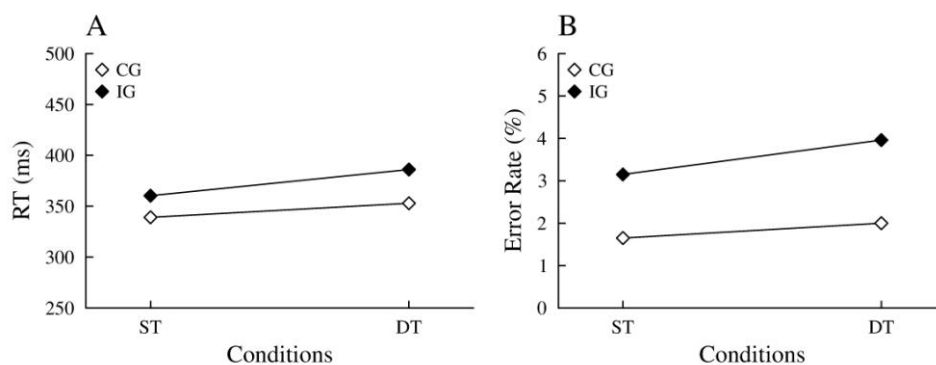 A
500
450
400
350
300
250
RT (ms)
CG
IG
ST
DT
Conditions
B
6
5
4
3
2
1
0
Error Rate (%)
CG
IG
ST
DT
Conditions